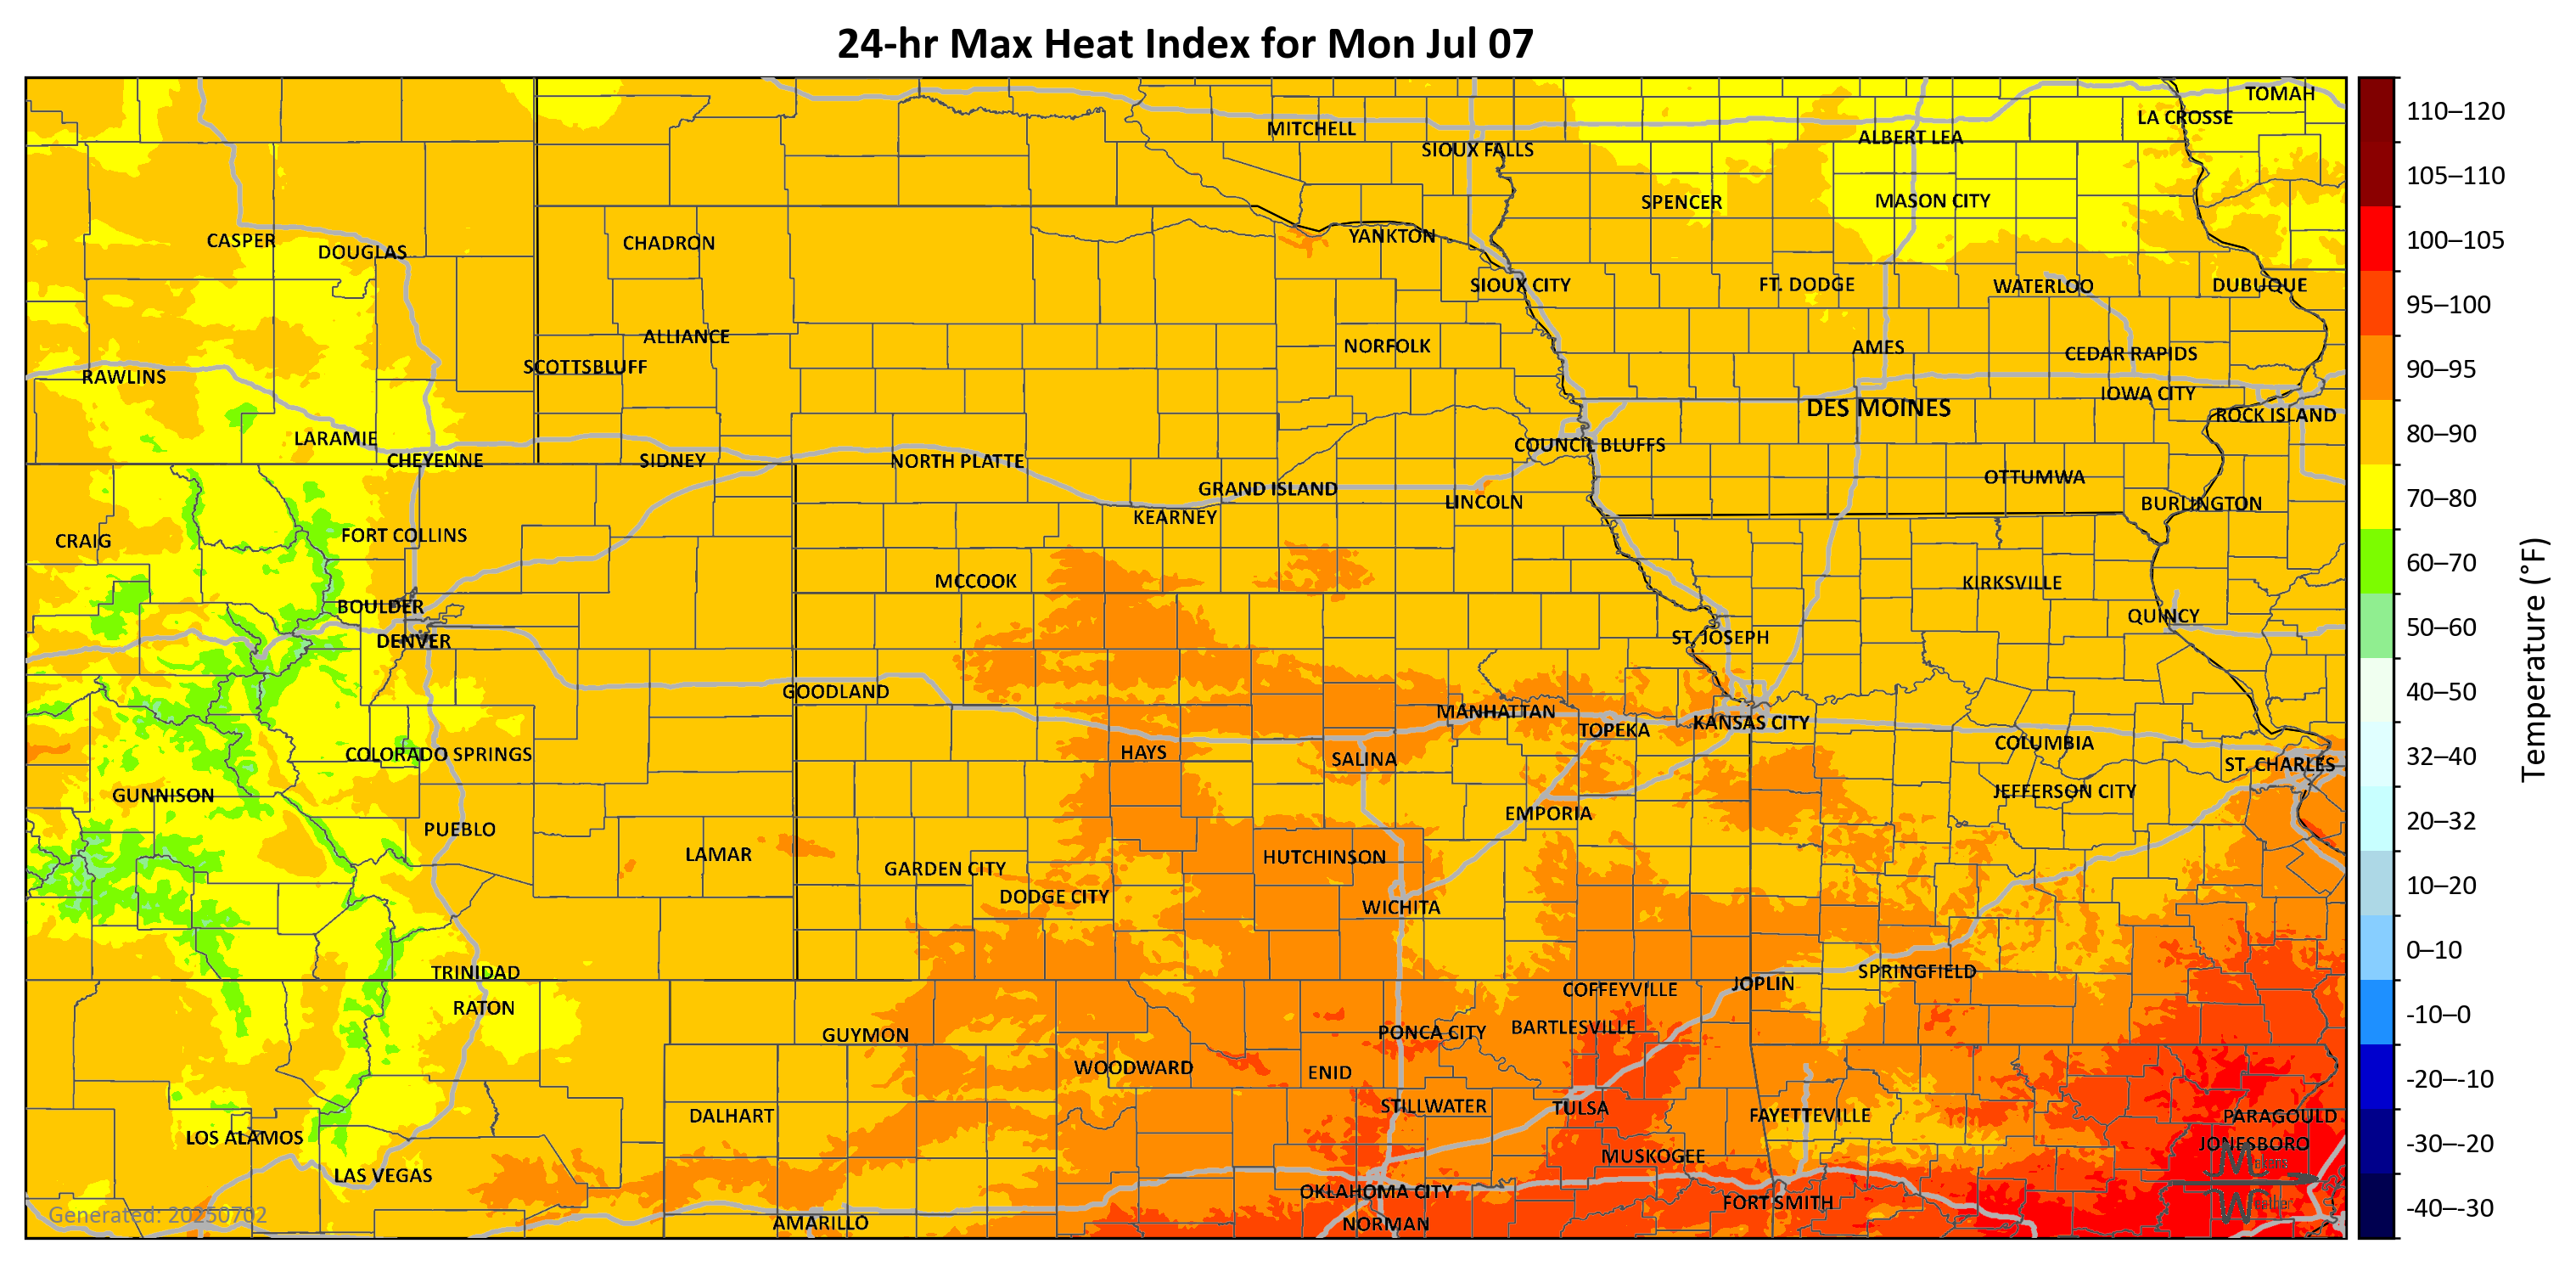 24-hr Max Heat Index for Mon Jul 07
TOMAH
LA CROSSE
MITCHELL
ALBERT LEA
SIOUX FALLS
SPENCER
MASON CITY
CASPER
DOUGLAS
CHADRON
YANKTON
SIOUX CITY
FT. DODGE
WATERLOO
DUBUQUE
ALLIANCE
NORFOLK
AMES
CEDAR RAPIDS
SCOTTSBLUFF
RAWLINS
IOWA CITY
DES MOINES
ROCK ISLAND
LARAMIE
COUNCIL BLUFFS
CHEYENNE
SIDNEY
NORTH PLATTE
OTTUMWA
GRAND ISLAND
LINCOLN
BURLINGTON
KEARNEY
FORT COLLINS
CRAIG
MCCOOK
KIRKSVILLE
BOULDER
QUINCY
DENVER
ST. JOSEPH
GOODLAND
MANHATTAN
KANSAS CITY
TOPEKA
COLUMBIA
HAYS
COLORADO SPRINGS
SALINA
ST. CHARLES
GUNNISON
JEFFERSON CITY
EMPORIA
PUEBLO
LAMAR
HUTCHINSON
GARDEN CITY
DODGE CITY
WICHITA
TRINIDAD
SPRINGFIELD
JOPLIN
COFFEYVILLE
RATON
BARTLESVILLE
PONCA CITY
GUYMON
WOODWARD
ENID
STILLWATER
TULSA
DALHART
FAYETTEVILLE
PARAGOULD
LOS ALAMOS
JONESBORO
MUSKOGEE
LAS VEGAS
OKLAHOMA CITY
FORT SMITH
Generated: 20250702
AMARILLO
NORMAN
110–120
105–110
100–105
95–100
90–95
80–90
70–80
60–70
50–60
40–50
32–40
20–32
10–20
0–10
-10–0
-20–-10
-30–-20
-40–-30
Temperature (°F)